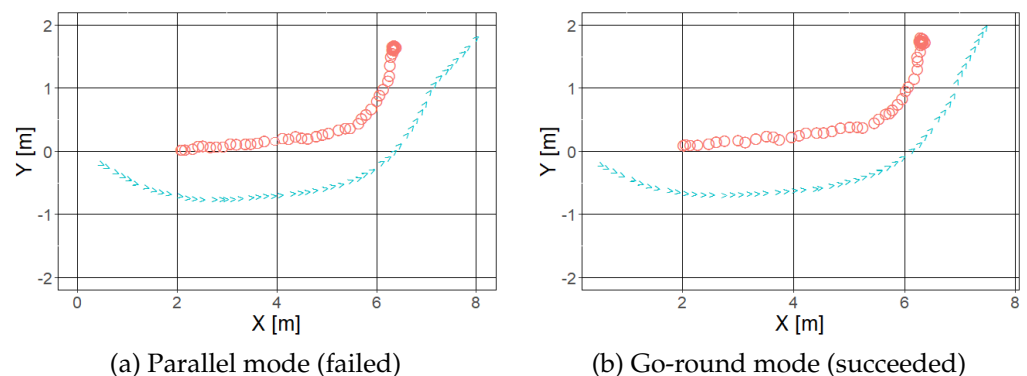 2
1
0
-1
-2
Y [m]
0 2 4 6 8
X [m]
(a) Parallel mode (failed)
2
1
0
-1
-2
Y [m]
2 4 6 8
X [m]
(b) Go-round mode (succeeded)